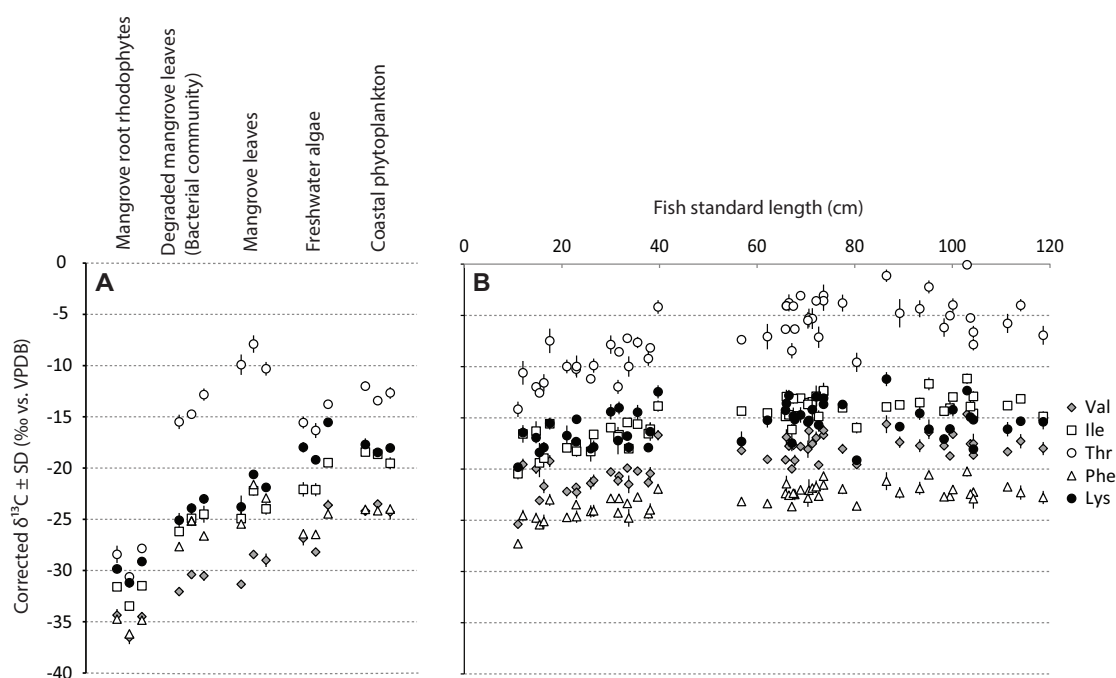 Mangrove root rhodophytes
Degraded mangrove leaves
(Bacterial community)
Mangrove leaves
Freshwater algae
Coastal phytoplankton
Fish standard length (cm)
0 20 40 60 80 100 120
A
B
0
-5
-10
-15
-20
-25
-30
-35
-40
Corrected δ¹³C ± SD (‰ vs. VPDB)
Val
Ile
Thr
Phe
Lys